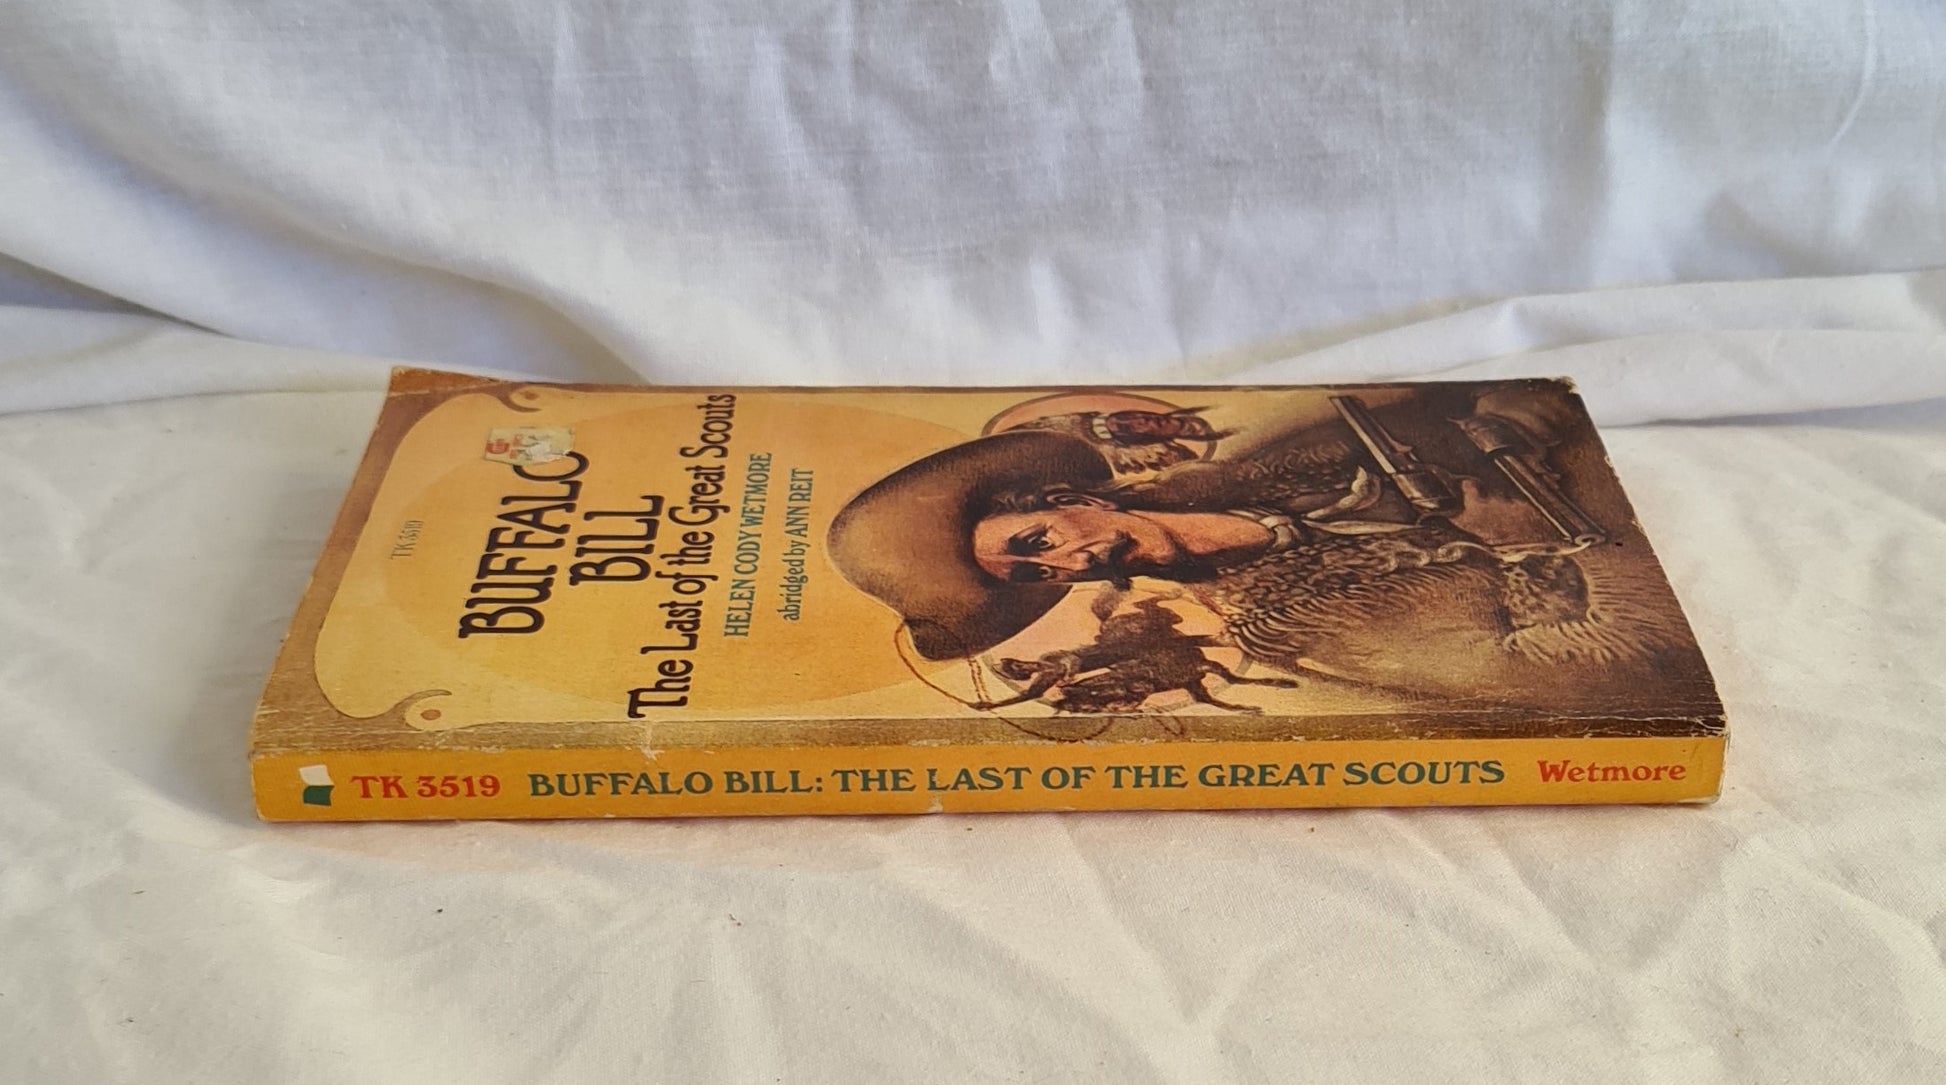 TK 3519
BUFFALO
BILL
The Last of the Great Scouts
HELEN CODY WETMORE
abridged by ANN REIT
TK 3519 BUFFALO BILL: THE LAST OF THE GREAT SCOUTS Wetmore